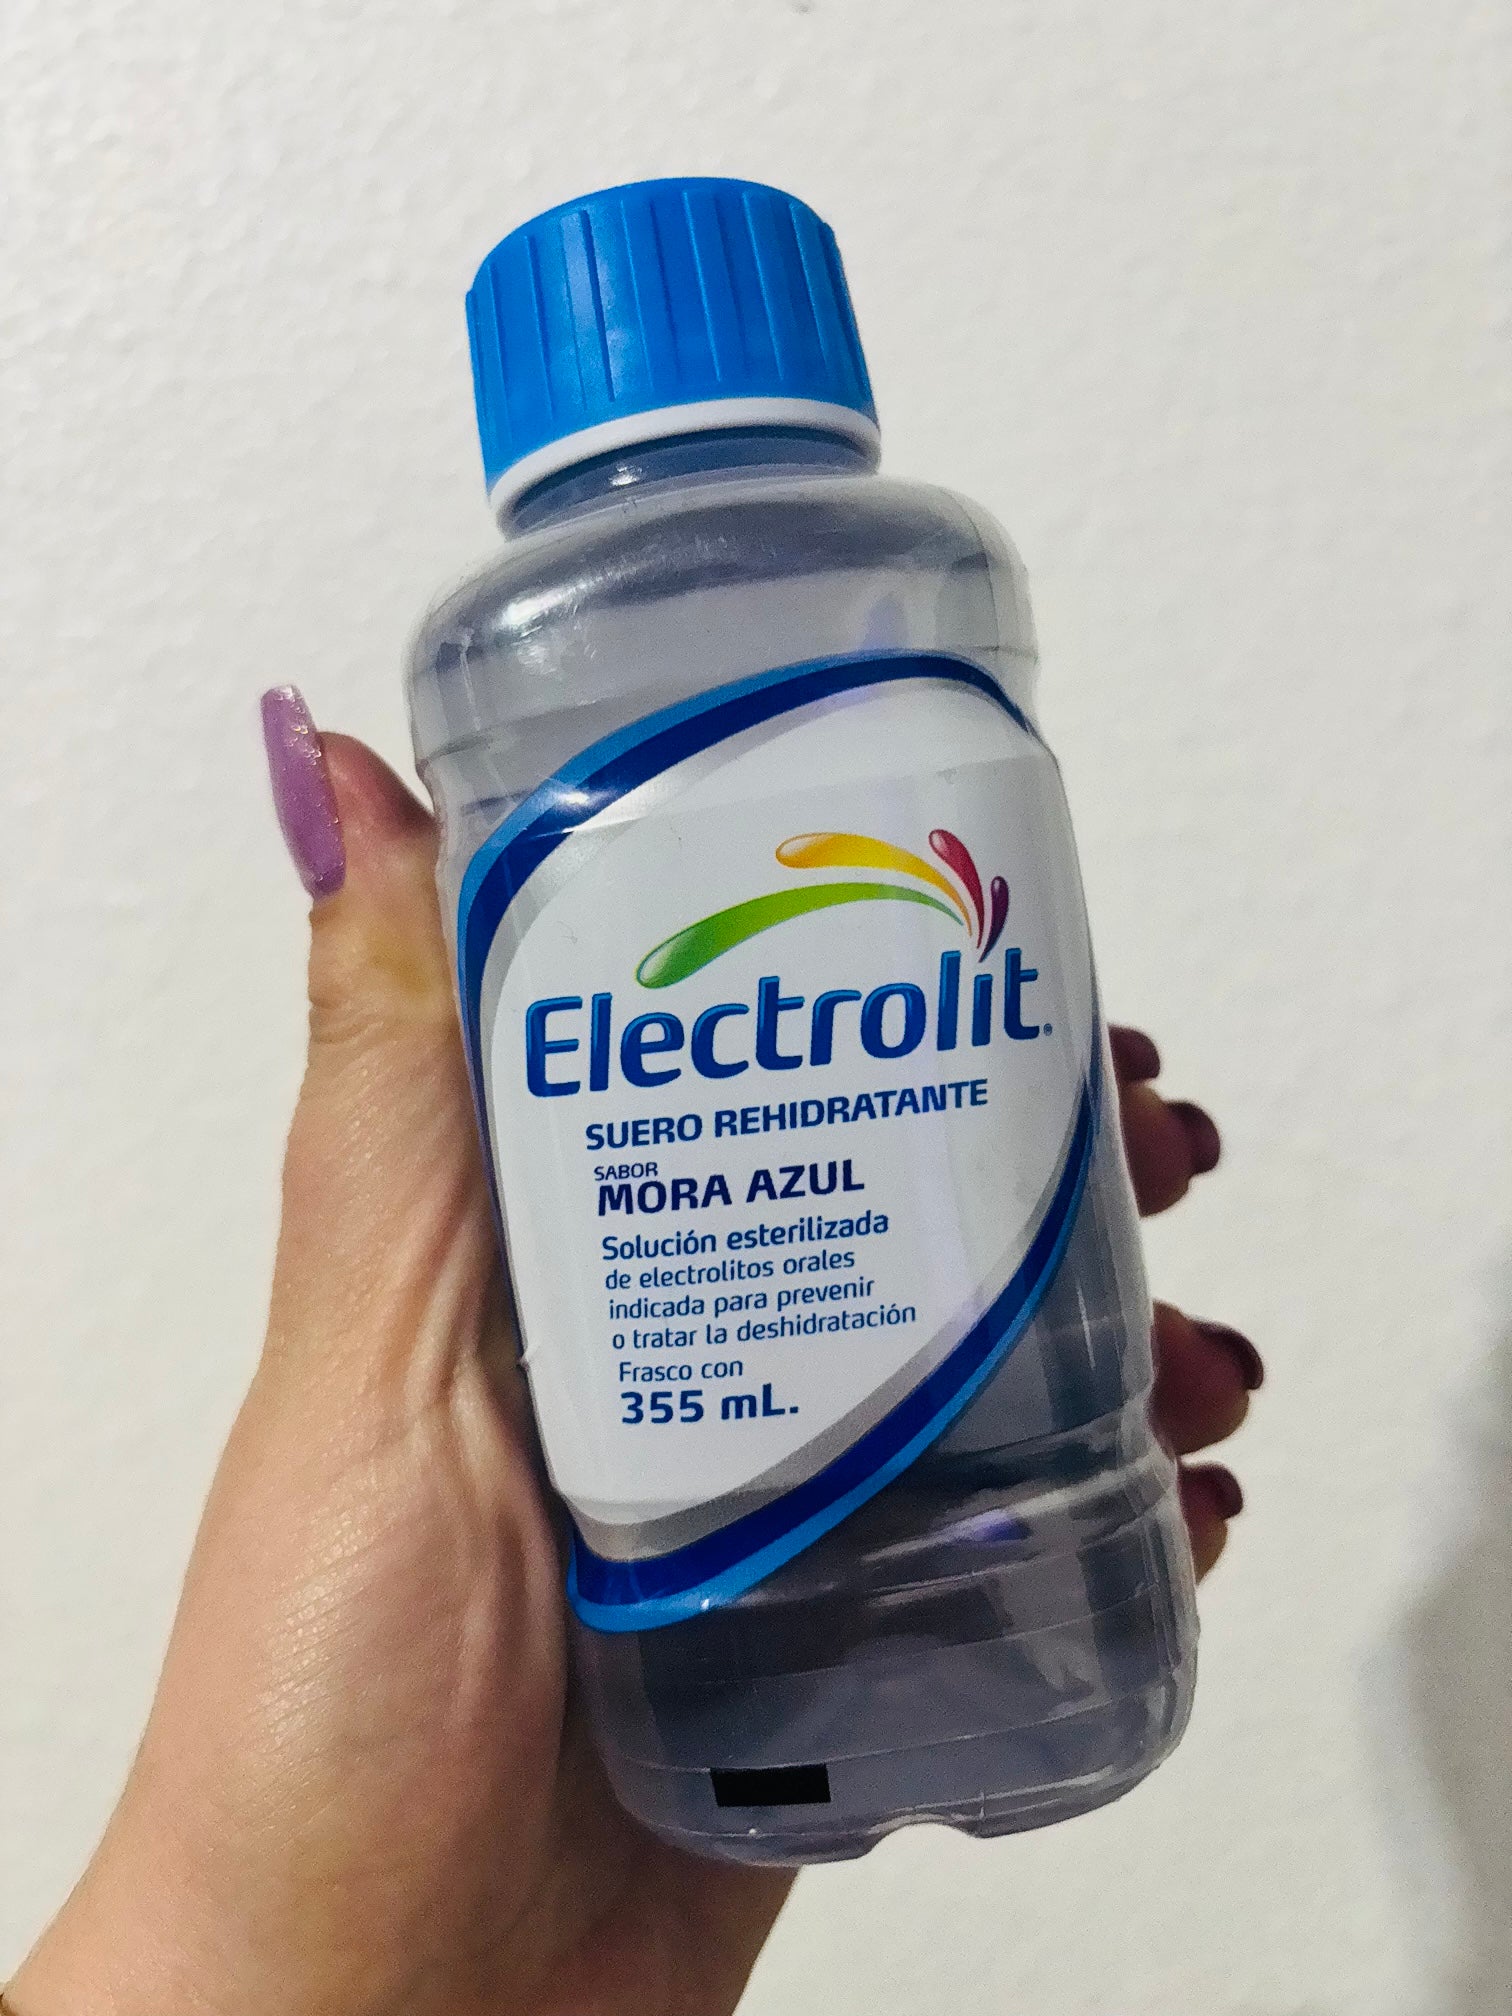 Electrolit®
SUERO REHIDRATANTE
SABOR
MORA AZUL
Solución esterilizada
de electrolitos orales
indicada para prevenir
o tratar la deshidratación
Frasco con
355 mL.